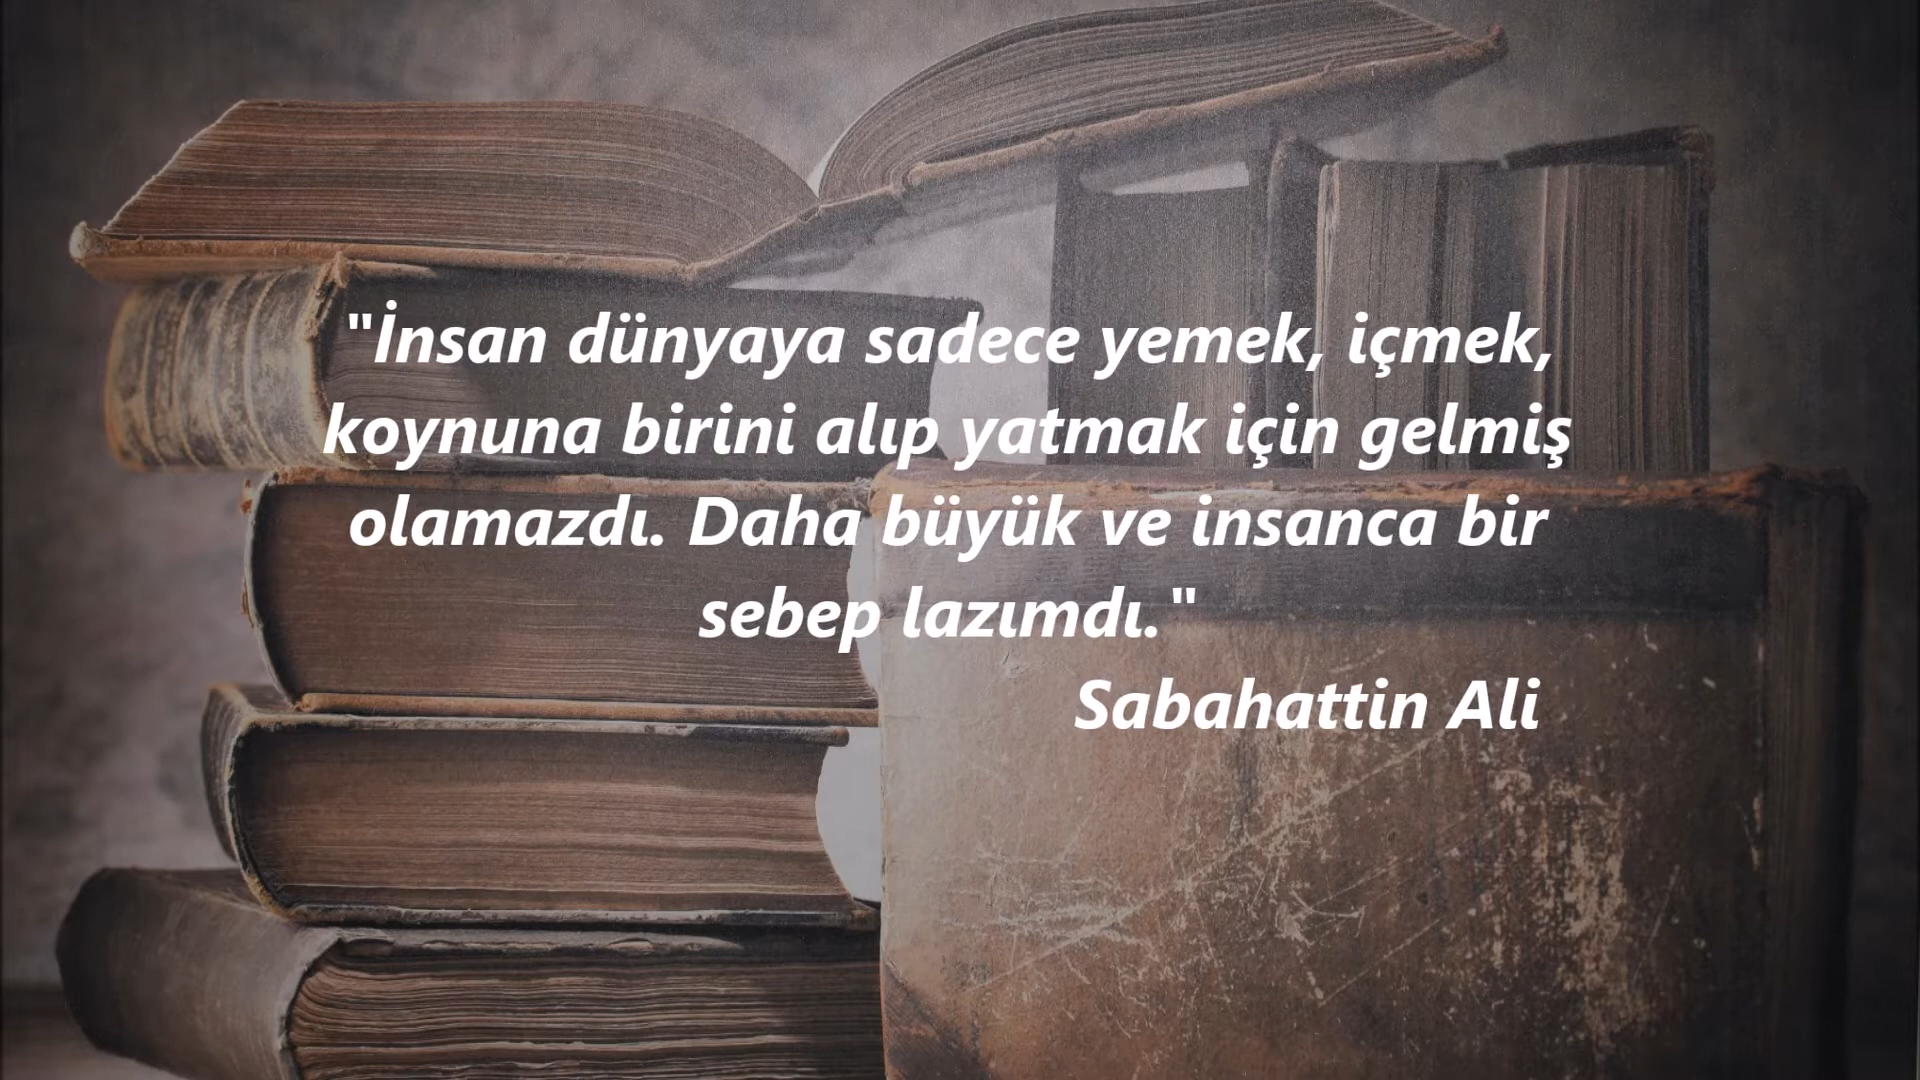 "İnsan dünyaya sadece yemek, içmek,
koynuna birini alıp yatmak için gelmiş
olamazdı. Daha büyük ve insanca bir
sebep lazımdı."
Sabahattin Ali